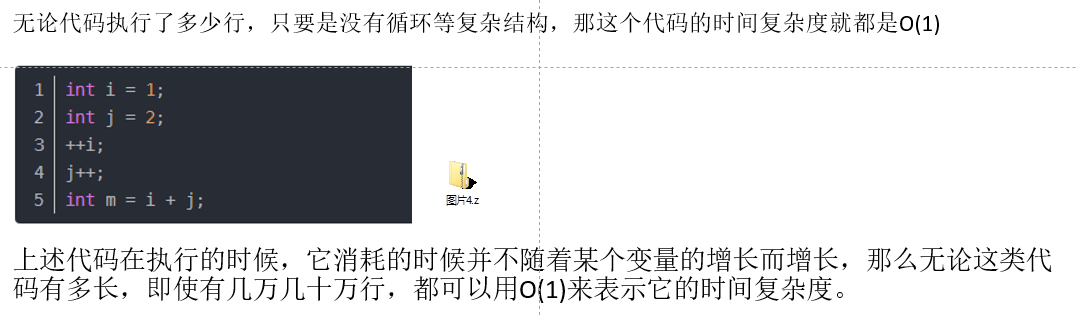 无论代码执行了多少行，只要是没有循环等复杂结构，那这个代码的时间复杂度就都是O(1)
1 int i = 1;
2 int j = 2;
3 ++i;
4 j++;
5 int m = i + j;
图片4.z
上述代码在执行的时候，它消耗的时候并不随着某个变量的增长而增长，那么无论这类代
码有多长，即使有几万几十万行，都可以用O(1)来表示它的时间复杂度。